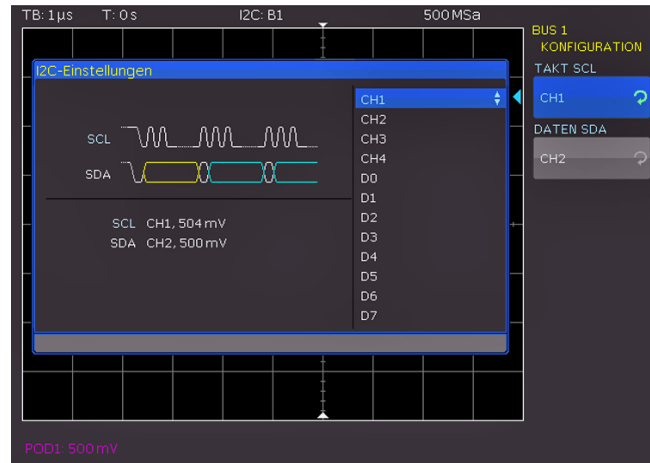 TB: 1 µs T: 0 s I2C: B1 500 MSa
BUS 1
KONFIGURATION
TAKT SCL
CH1
DATEN SDA
CH2
I2C-Einstellungen
SCL
SDA
SCL CH1, 504 mV
SDA CH2, 500 mV
CH1
CH2
CH3
CH4
D0
D1
D2
D3
D4
D5
D6
D7
POD1: 500 mV